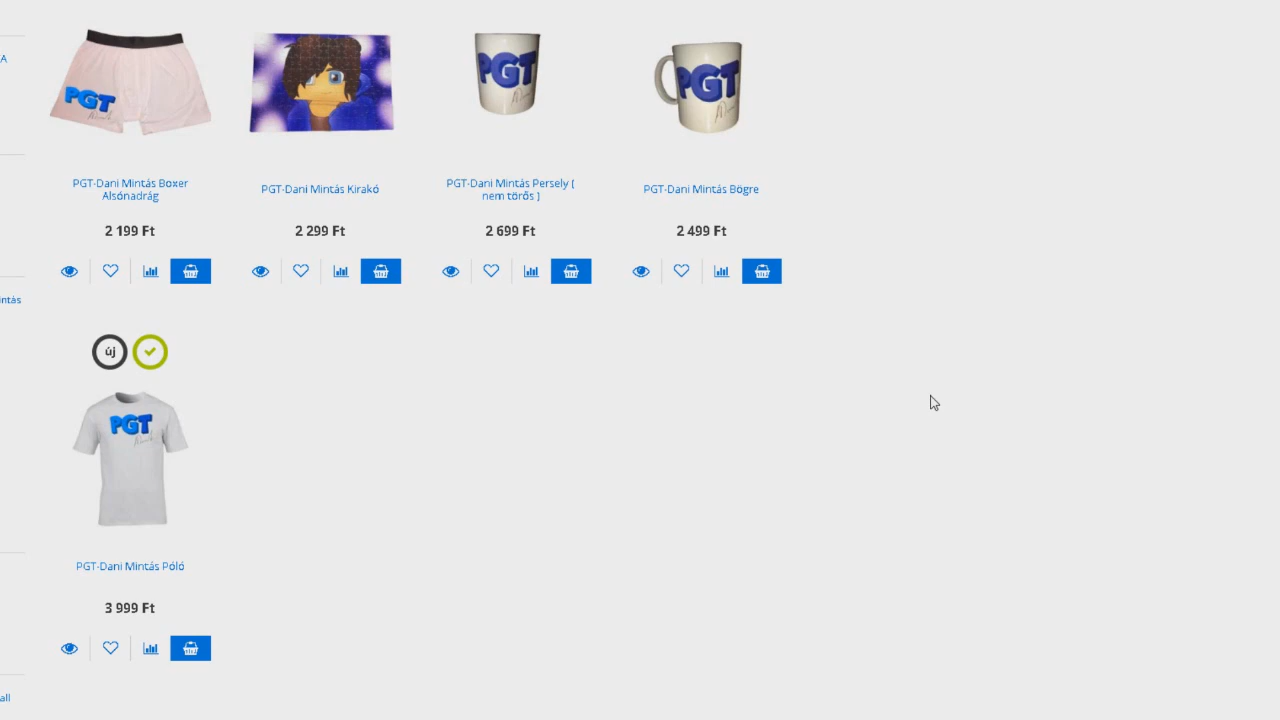 TA
PGT
PGT
PGT
PGT-Dani Mintás Boxer
Alsónadrág
PGT-Dani Mintás Kirakó
PGT-Dani Mintás Persely (
nem törős )
PGT-Dani Mintás Bögre
2 199 Ft
2 299 Ft
2 699 Ft
2 499 Ft
intás
új
PGT
PGT-Dani Mintás Póló
3 999 Ft
all